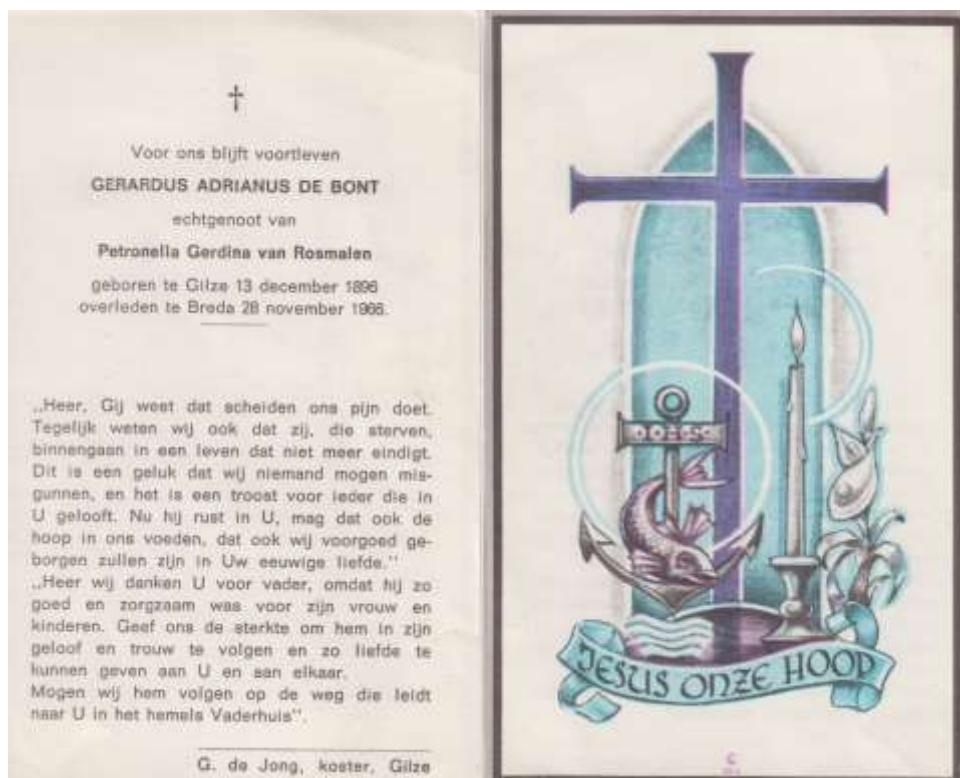 Voor ons blijft voortleven
GERARDUS ADRIANUS DE BONT
echtgenoot van
Petronella Gerdina van Rosmalen
geboren te Gilze 13 december 1896
overleden te Breda 28 november 1966.
„Heer, Gij weet dat scheiden ons pijn doet.
Tegelijk weten wij ook dat zij, die sterven,
binnengaan in een leven dat niet meer eindigt.
Dit is een geluk dat wij niemand mogen mis-
gunnen, en het is een troost voor ieder die in
U gelooft. Nu hij rust in U, mag dat ook de
hoop in ons voeden, dat ook wij voorgoed ge-
borgen zullen zijn in Uw eeuwige liefde."
„Heer wij danken U voor vader, omdat hij zo
goed en zorgzaam was voor zijn vrouw en
kinderen. Geef ons de sterkte om hem in zijn
geloof en trouw te volgen en zo liefde te
kunnen geven aan U en aan elkaar.
Mogen wij hem volgen op de weg die leidt
naar U in het hemels Vaderhuis".
G. de Jong, koster, Gilze
JESUS ONZE HOOP
C